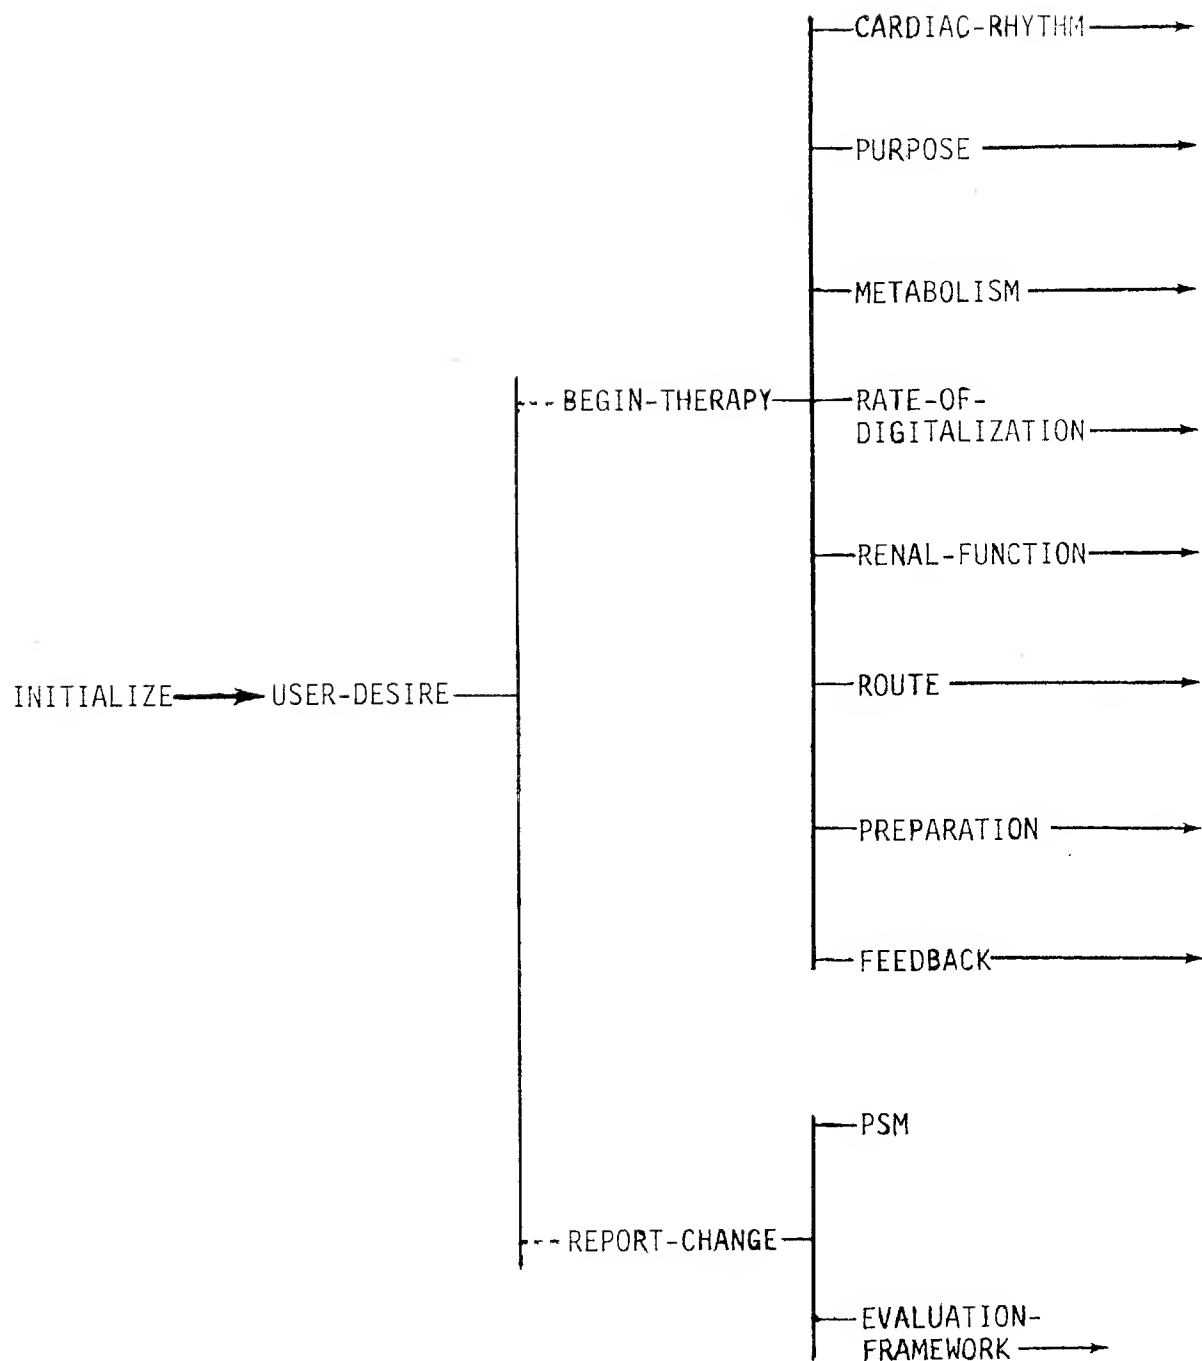 CARDIAC-RHYTHM
PURPOSE
METABOLISM
BEGIN-THERAPY
RATE-OF-
DIGITALIZATION
RENAL-FUNCTION
INITIALIZE
USER-DESIRE
ROUTE
PREPARATION
FEEDBACK
PSM
REPORT-CHANGE
EVALUATION-
FRAMEWORK